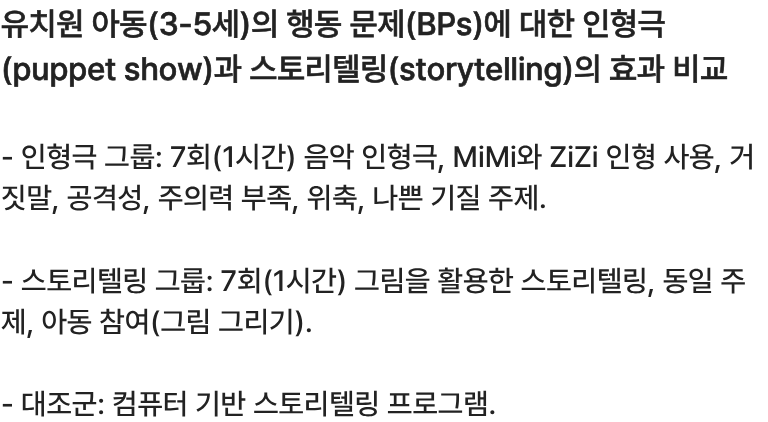 유치원 아동(3-5세)의 행동 문제(BPs)에 대한 인형극
(puppet show)과 스토리텔링(storytelling)의 효과 비교
- 인형극 그룹: 7회(1시간) 음악 인형극, MiMi와 ZiZi 인형 사용, 거
짓말, 공격성, 주의력 부족, 위축, 나쁜 기질 주제.
- 스토리텔링 그룹: 7회(1시간) 그림을 활용한 스토리텔링, 동일 주
제, 아동 참여(그림 그리기).
- 대조군: 컴퓨터 기반 스토리텔링 프로그램.